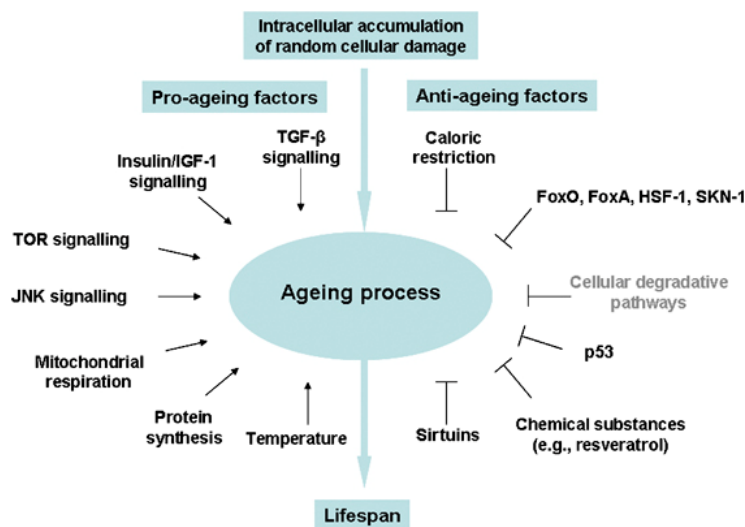 Intracellular accumulation
of random cellular damage
Pro-ageing factors
Anti-ageing factors
TGF-β
signalling
Caloric
restriction
Insulin/IGF-1
signalling
FoxO, FoxA, HSF-1, SKN-1
TOR signalling
Ageing process
Cellular degradative
pathways
JNK signalling
p53
Mitochondrial
respiration
Protein
synthesis
Temperature
Sirtuins
Chemical substances
(e.g., resveratrol)
Lifespan